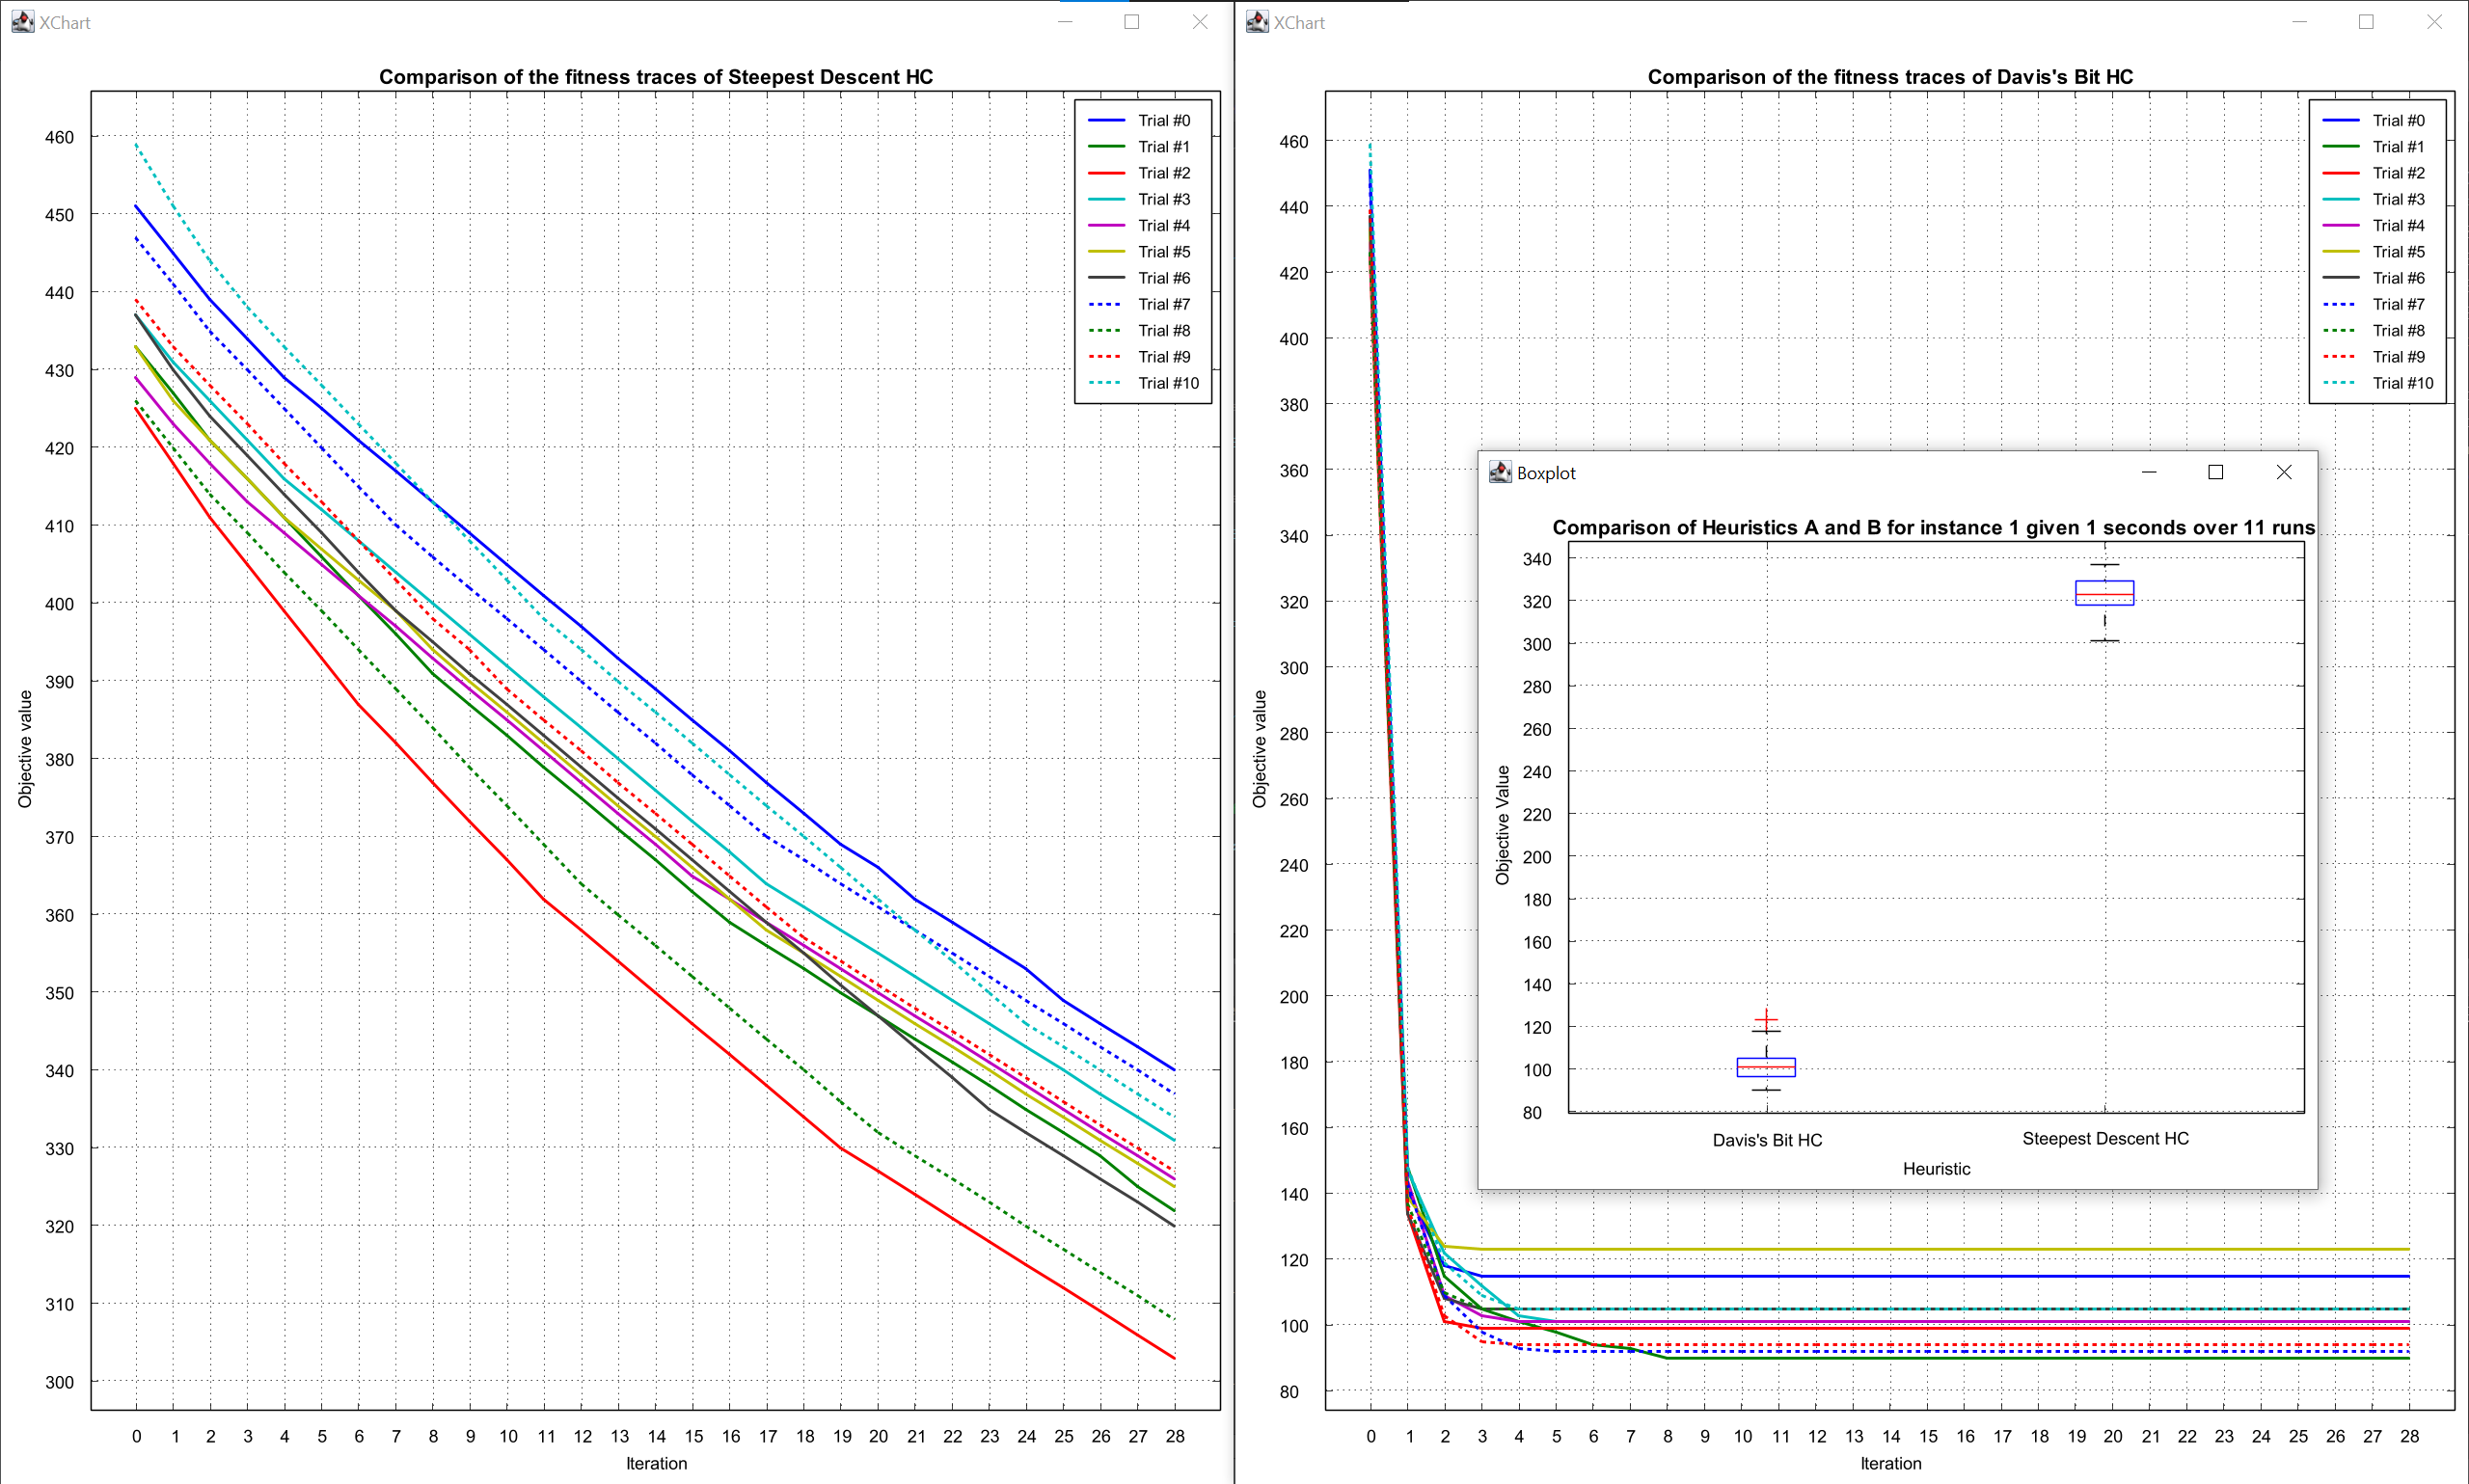 XChart
Comparison of the fitness traces of Steepest Descent HC
460
450
440
430
420
410
400
390
380
370
360
350
340
330
320
310
300
Objective value
0 1 2 3 4 5 6 7 8 9 10 11 12 13 14 15 16 17 18 19 20 21 22 23 24 25 26 27 28
Iteration
Trial #0
Trial #1
Trial #2
Trial #3
Trial #4
Trial #5
Trial #6
Trial #7
Trial #8
Trial #9
Trial #10
XChart
Comparison of the fitness traces of Davis's Bit HC
460
440
420
400
380
360
340
320
300
280
260
240
220
200
180
160
140
120
100
80
Objective value
0 1 2 3 4 5 6 7 8 9 10 11 12 13 14 15 16 17 18 19 20 21 22 23 24 25 26 27 28
Iteration
Trial #0
Trial #1
Trial #2
Trial #3
Trial #4
Trial #5
Trial #6
Trial #7
Trial #8
Trial #9
Trial #10
Boxplot
Comparison of Heuristics A and B for instance 1 given 1 seconds over 11 runs
340
320
300
280
260
240
220
200
180
160
140
120
100
80
Objective Value
Davis's Bit HC Steepest Descent HC
Heuristic